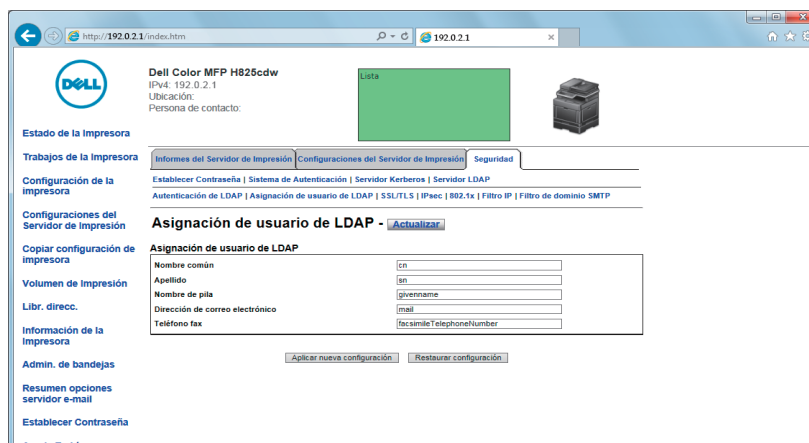 http://192.0.2.1/index.htm
192.0.2.1
DELL
Dell Color MFP H825cdw
IPv4: 192.0.2.1
Ubicación:
Persona de contacto:
Lista
Estado de la Impresora
Trabajos de la Impresora
Configuración de la
impresora
Configuraciones del
Servidor de Impresión
Copiar configuración de
impresora
Volumen de Impresión
Libr. direcc.
Información de la
Impresora
Admin. de bandejas
Resumen opciones
servidor e-mail
Establecer Contraseña
Informes del Servidor de Impresión
Configuraciones del Servidor de Impresión
Seguridad
Establecer Contraseña | Sistema de Autenticación | Servidor Kerberos | Servidor LDAP
Autenticación de LDAP | Asignación de usuario de LDAP | SSL/TLS | IPsec | 802.1x | Filtro IP | Filtro de dominio SMTP
Asignación de usuario de LDAP - Actualizar
Asignación de usuario de LDAP
Nombre común cn
Apellido sn
Nombre de pila givenname
Dirección de correo electrónico mail
Teléfono fax facsimileTelephoneNumber
Aplicar nueva configuración Restaurar configuración